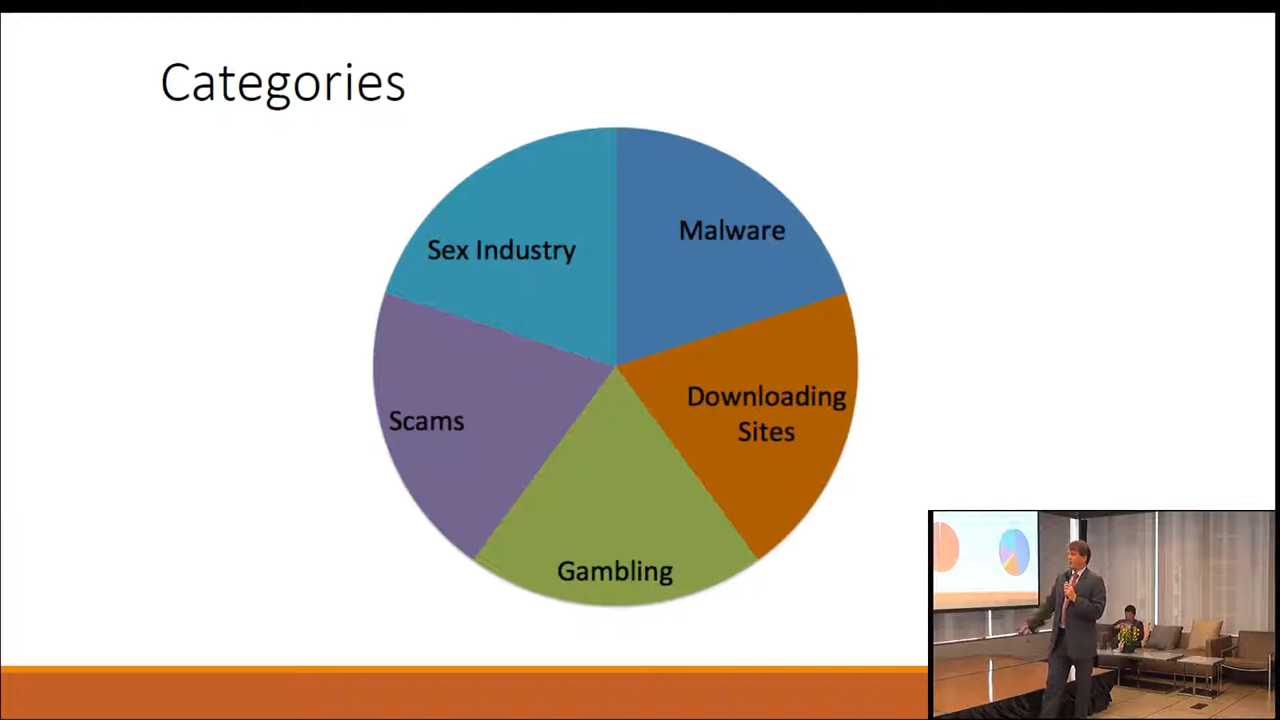 Categories
Sex Industry
Malware
Downloading
Sites
Scams
Gambling